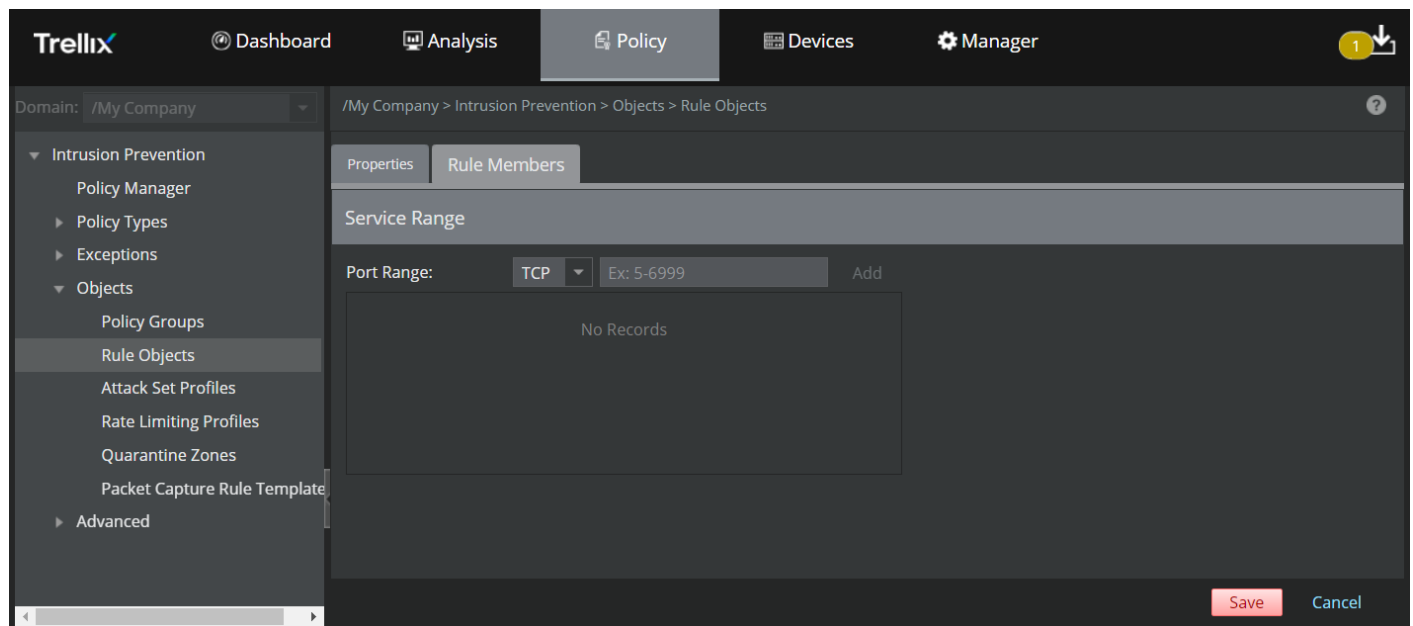 Trellix Dashboard Analysis Policy Devices Manager 1
Domain: /My Company
/My Company > Intrusion Prevention > Objects > Rule Objects ?
Intrusion Prevention
Policy Manager
Policy Types
Exceptions
Objects
Policy Groups
Rule Objects
Attack Set Profiles
Rate Limiting Profiles
Quarantine Zones
Packet Capture Rule Template
Advanced
Properties Rule Members
Service Range
Port Range: TCP Ex: 5-6999 Add
No Records
Save Cancel